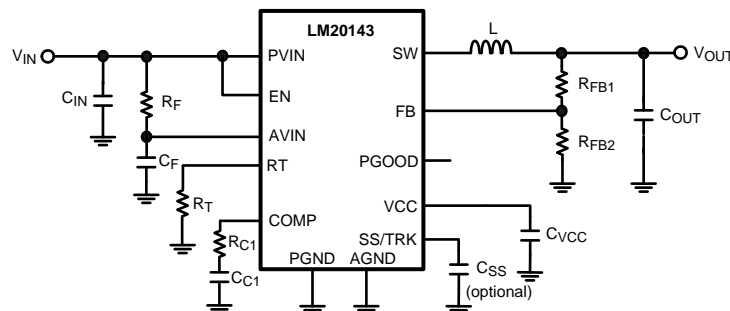 LM20143
VIN
PVIN
SW
L
VOUT
CIN
RF
EN
RFB1
FB
COUT
AVIN
RFB2
CF
RT
PGOOD
RT
VCC
COMP
RC1
SS/TRK
CVCC
CC1
PGND
AGND
CSS
(optional)